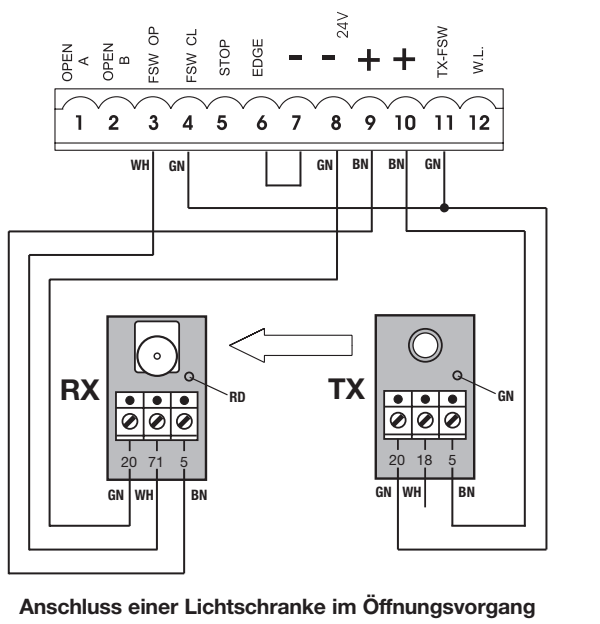 OPEN A
OPEN B
FSW OP
FSW CL
STOP
EDGE
-
-
24V
+
+
TX-FSW
W.L.
1 2 3 4 5 6 7 8 9 10 11 12
WH GN GN BN BN GN
RX
RD
TX
GN
20 71 5
20 18 5
GN WH BN
GN WH BN
Anschluss einer Lichtschranke im Öffnungsvorgang